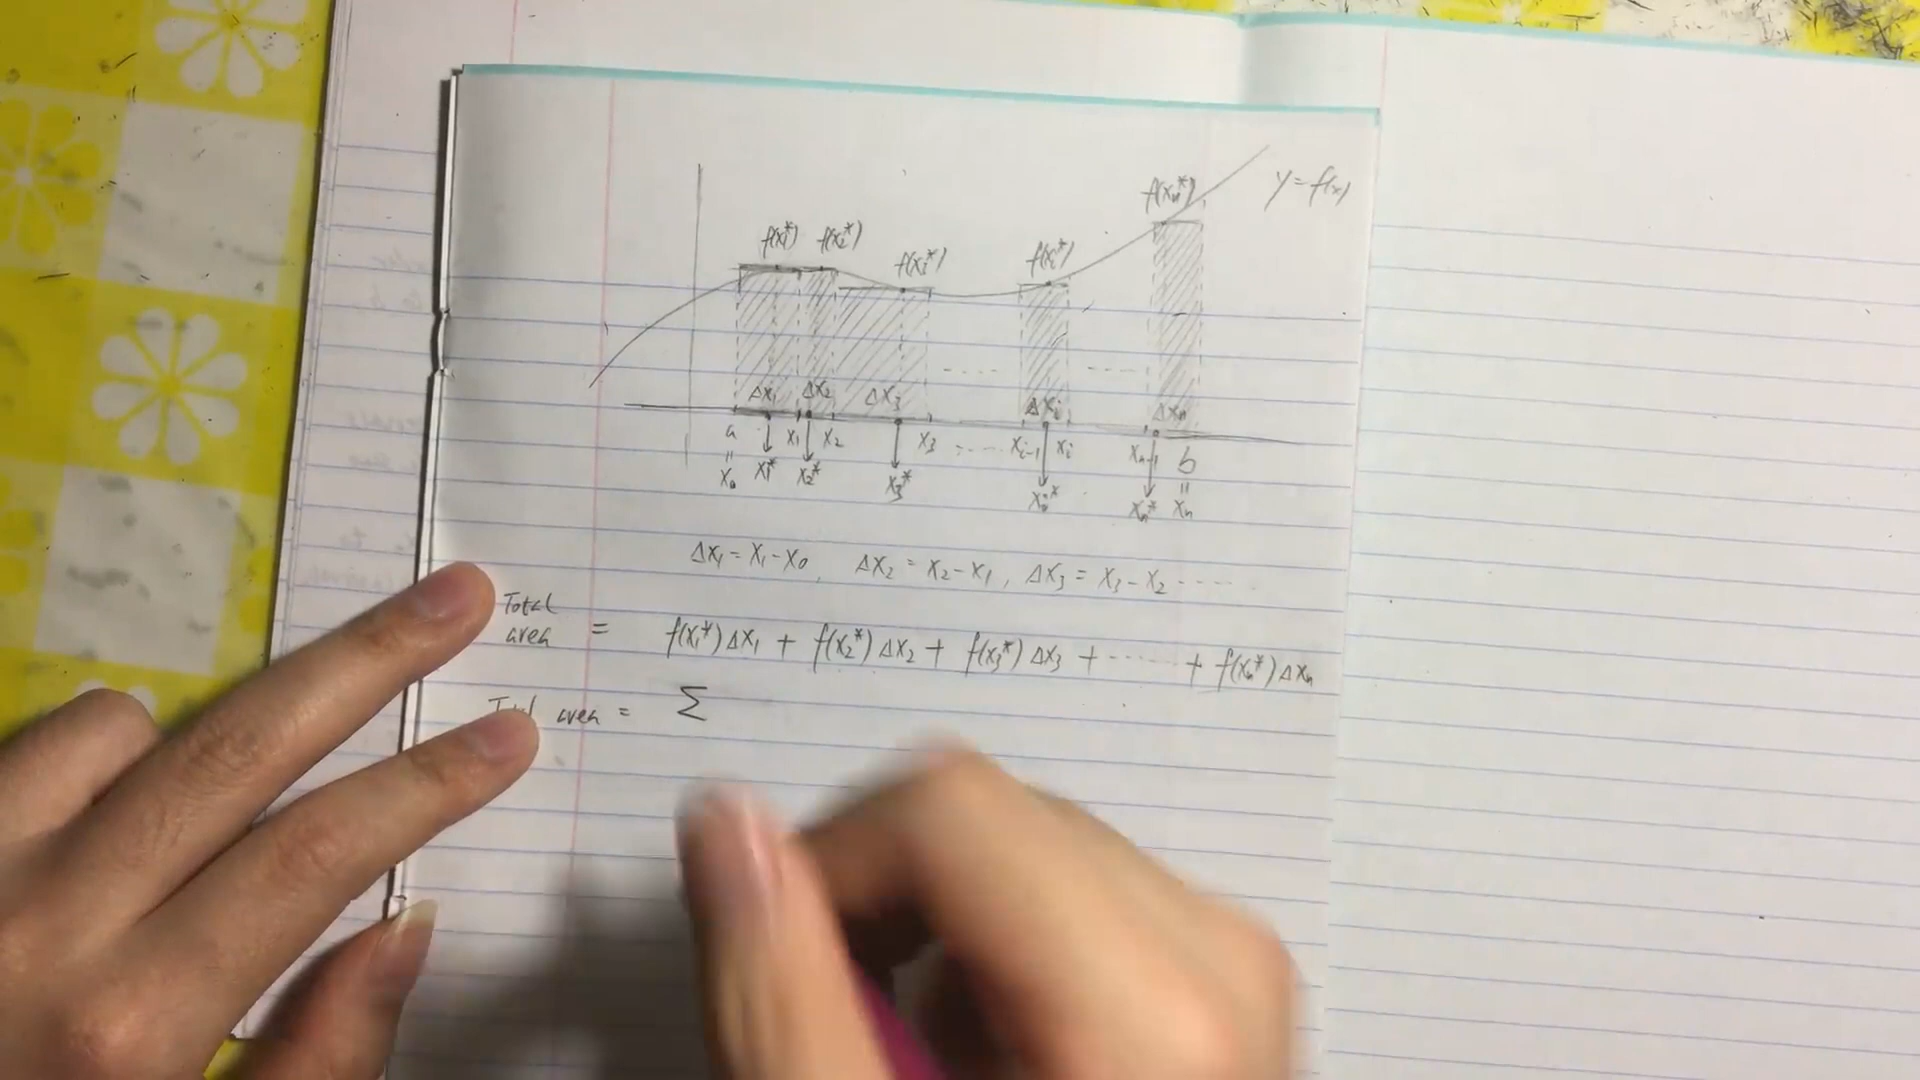 y=f(x)
f(x₁*) f(x₂*) f(x₃*) f(xᵢ*) f(xₙ*)
Δx₁ Δx₂ Δx₃ Δxᵢ Δxₙ
a x₁ x₂ x₃ ...... xᵢ₋₁ xᵢ xₙ₋₁ b
x₀ x₁* x₂* x₃* xᵢ* xₙ* xₙ
Δx₁ = x₁ - x₀, Δx₂ = x₂ - x₁, Δx₃ = x₃ - x₂ ......
Total area = f(x₁*)Δx₁ + f(x₂*)Δx₂ + f(x₃*)Δx₃ + ...... + f(xₙ*)Δxₙ
area = Σ